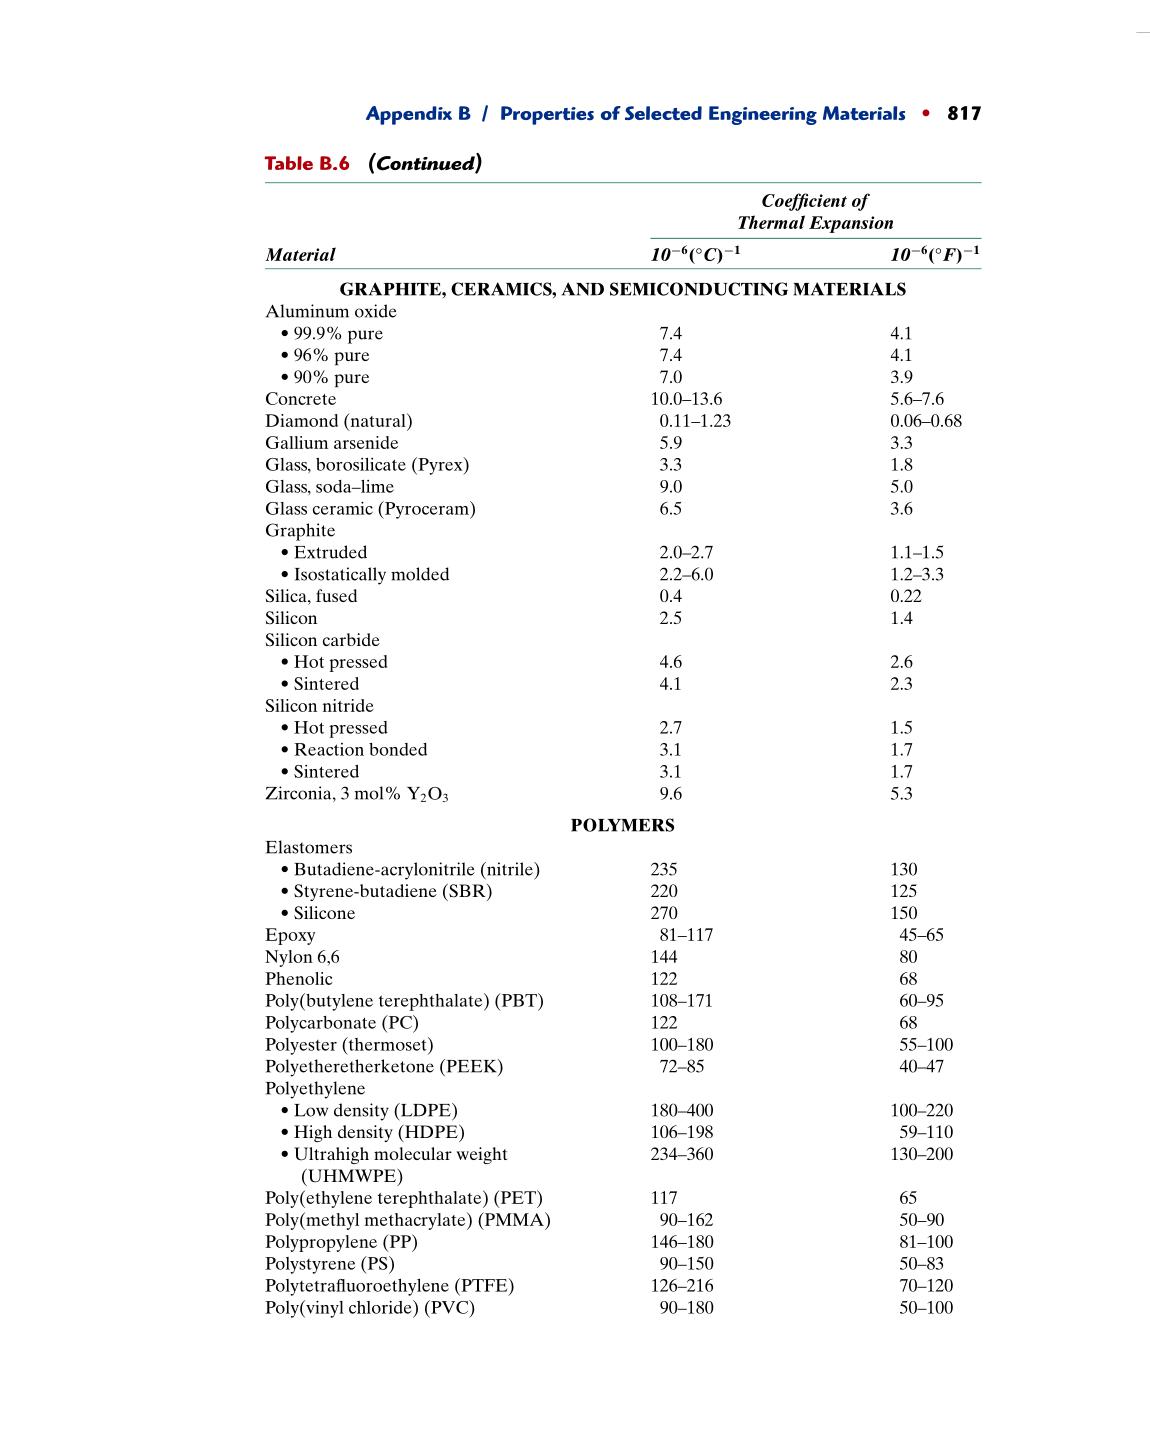 Appendix B / Properties of Selected Engineering Materials • 817
Table B.6 (Continued)
Coefficient of
Thermal Expansion
Material 10⁻⁶(°C)⁻¹ 10⁻⁶(°F)⁻¹
GRAPHITE, CERAMICS, AND SEMICONDUCTING MATERIALS
Aluminum oxide
• 99.9% pure 7.4 4.1
• 96% pure 7.4 4.1
• 90% pure 7.0 3.9
Concrete 10.0–13.6 5.6–7.6
Diamond (natural) 0.11–1.23 0.06–0.68
Gallium arsenide 5.9 3.3
Glass, borosilicate (Pyrex) 3.3 1.8
Glass, soda–lime 9.0 5.0
Glass ceramic (Pyroceram) 6.5 3.6
Graphite
• Extruded 2.0–2.7 1.1–1.5
• Isostatically molded 2.2–6.0 1.2–3.3
Silica, fused 0.4 0.22
Silicon 2.5 1.4
Silicon carbide
• Hot pressed 4.6 2.6
• Sintered 4.1 2.3
Silicon nitride
• Hot pressed 2.7 1.5
• Reaction bonded 3.1 1.7
• Sintered 3.1 1.7
Zirconia, 3 mol% Y₂O₃ 9.6 5.3
POLYMERS
Elastomers
• Butadiene-acrylonitrile (nitrile) 235 130
• Styrene-butadiene (SBR) 220 125
• Silicone 270 150
Epoxy 81–117 45–65
Nylon 6,6 144 80
Phenolic 122 68
Poly(butylene terephthalate) (PBT) 108–171 60–95
Polycarbonate (PC) 122 68
Polyester (thermoset) 100–180 55–100
Polyetheretherketone (PEEK) 72–85 40–47
Polyethylene
• Low density (LDPE) 180–400 100–220
• High density (HDPE) 106–198 59–110
• Ultrahigh molecular weight 234–360 130–200
(UHMWPE)
Poly(ethylene terephthalate) (PET) 117 65
Poly(methyl methacrylate) (PMMA) 90–162 50–90
Polypropylene (PP) 146–180 81–100
Polystyrene (PS) 90–150 50–83
Polytetrafluoroethylene (PTFE) 126–216 70–120
Poly(vinyl chloride) (PVC) 90–180 50–100